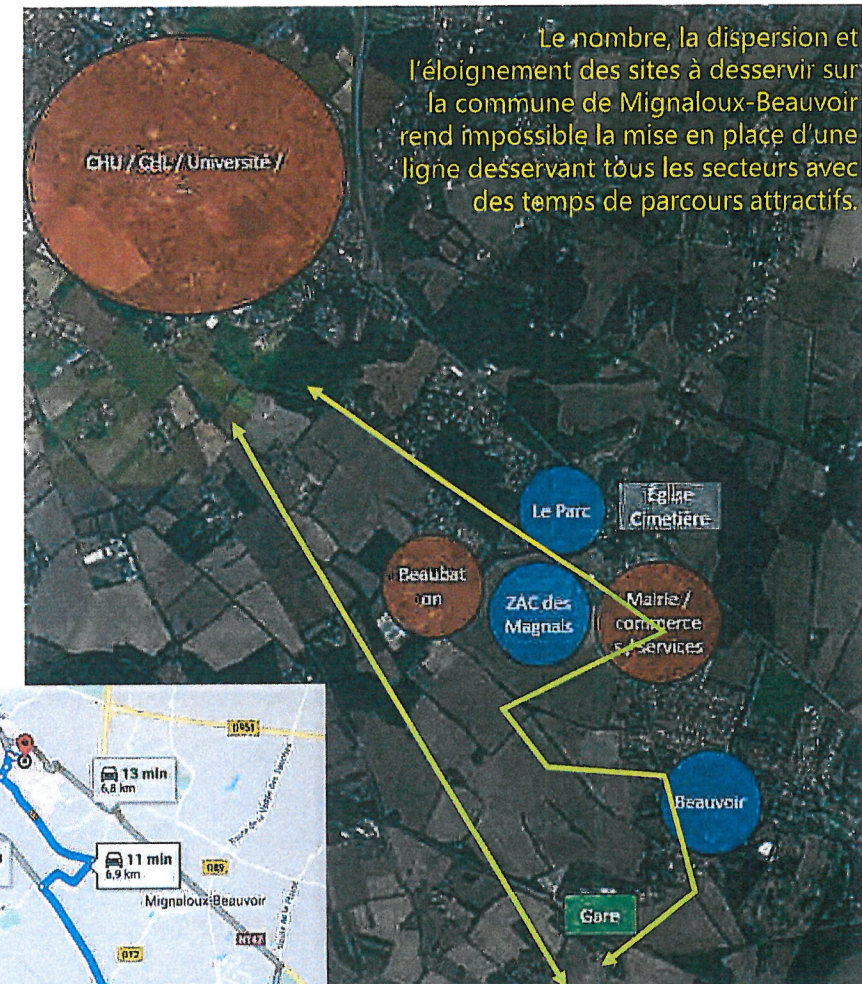 Le nombre, la dispersion et
l'éloignement des sites à desservir sur
la commune de Mignaloux-Beauvoir
rend impossible la mise en place d'une
ligne desservant tous les secteurs avec
des temps de parcours attractifs.
CHU / CHL / Université /
...
Le Parc
Eglise
Cimetière
Beaubat
on
ZAC des
Magnals
Mairie /
commerce
s / services
Beauvoir
Gare
D951
13 min
6,8 km
11 min
6,9 km
D89
Mignaloux-Beauvoir
N147
D12